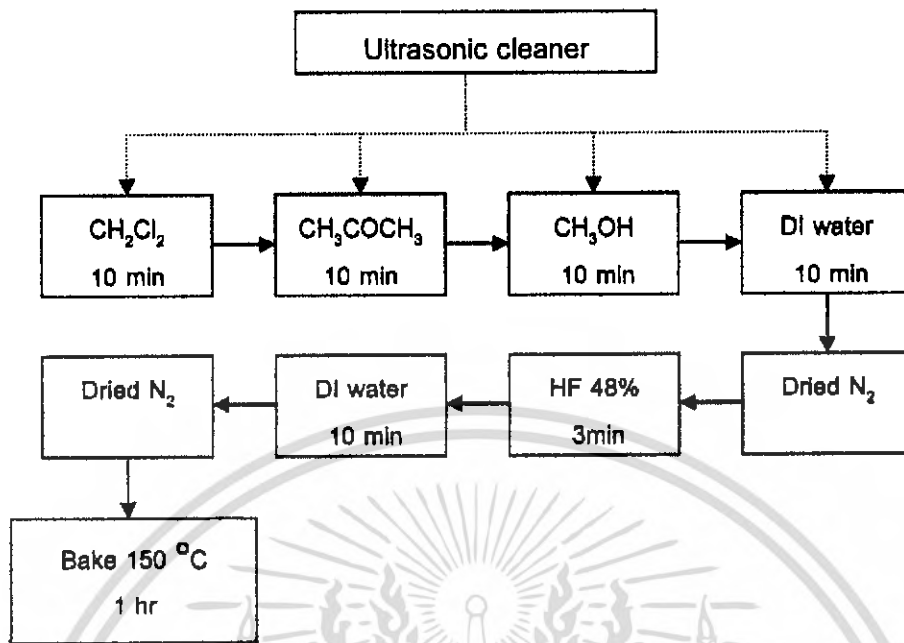 Ultrasonic cleaner
CH₂Cl₂
10 min
CH₃COCH₃
10 min
CH₃OH
10 min
DI water
10 min
Dried N₂
HF 48%
3min
DI water
10 min
Dried N₂
Bake 150 °C
1 hr